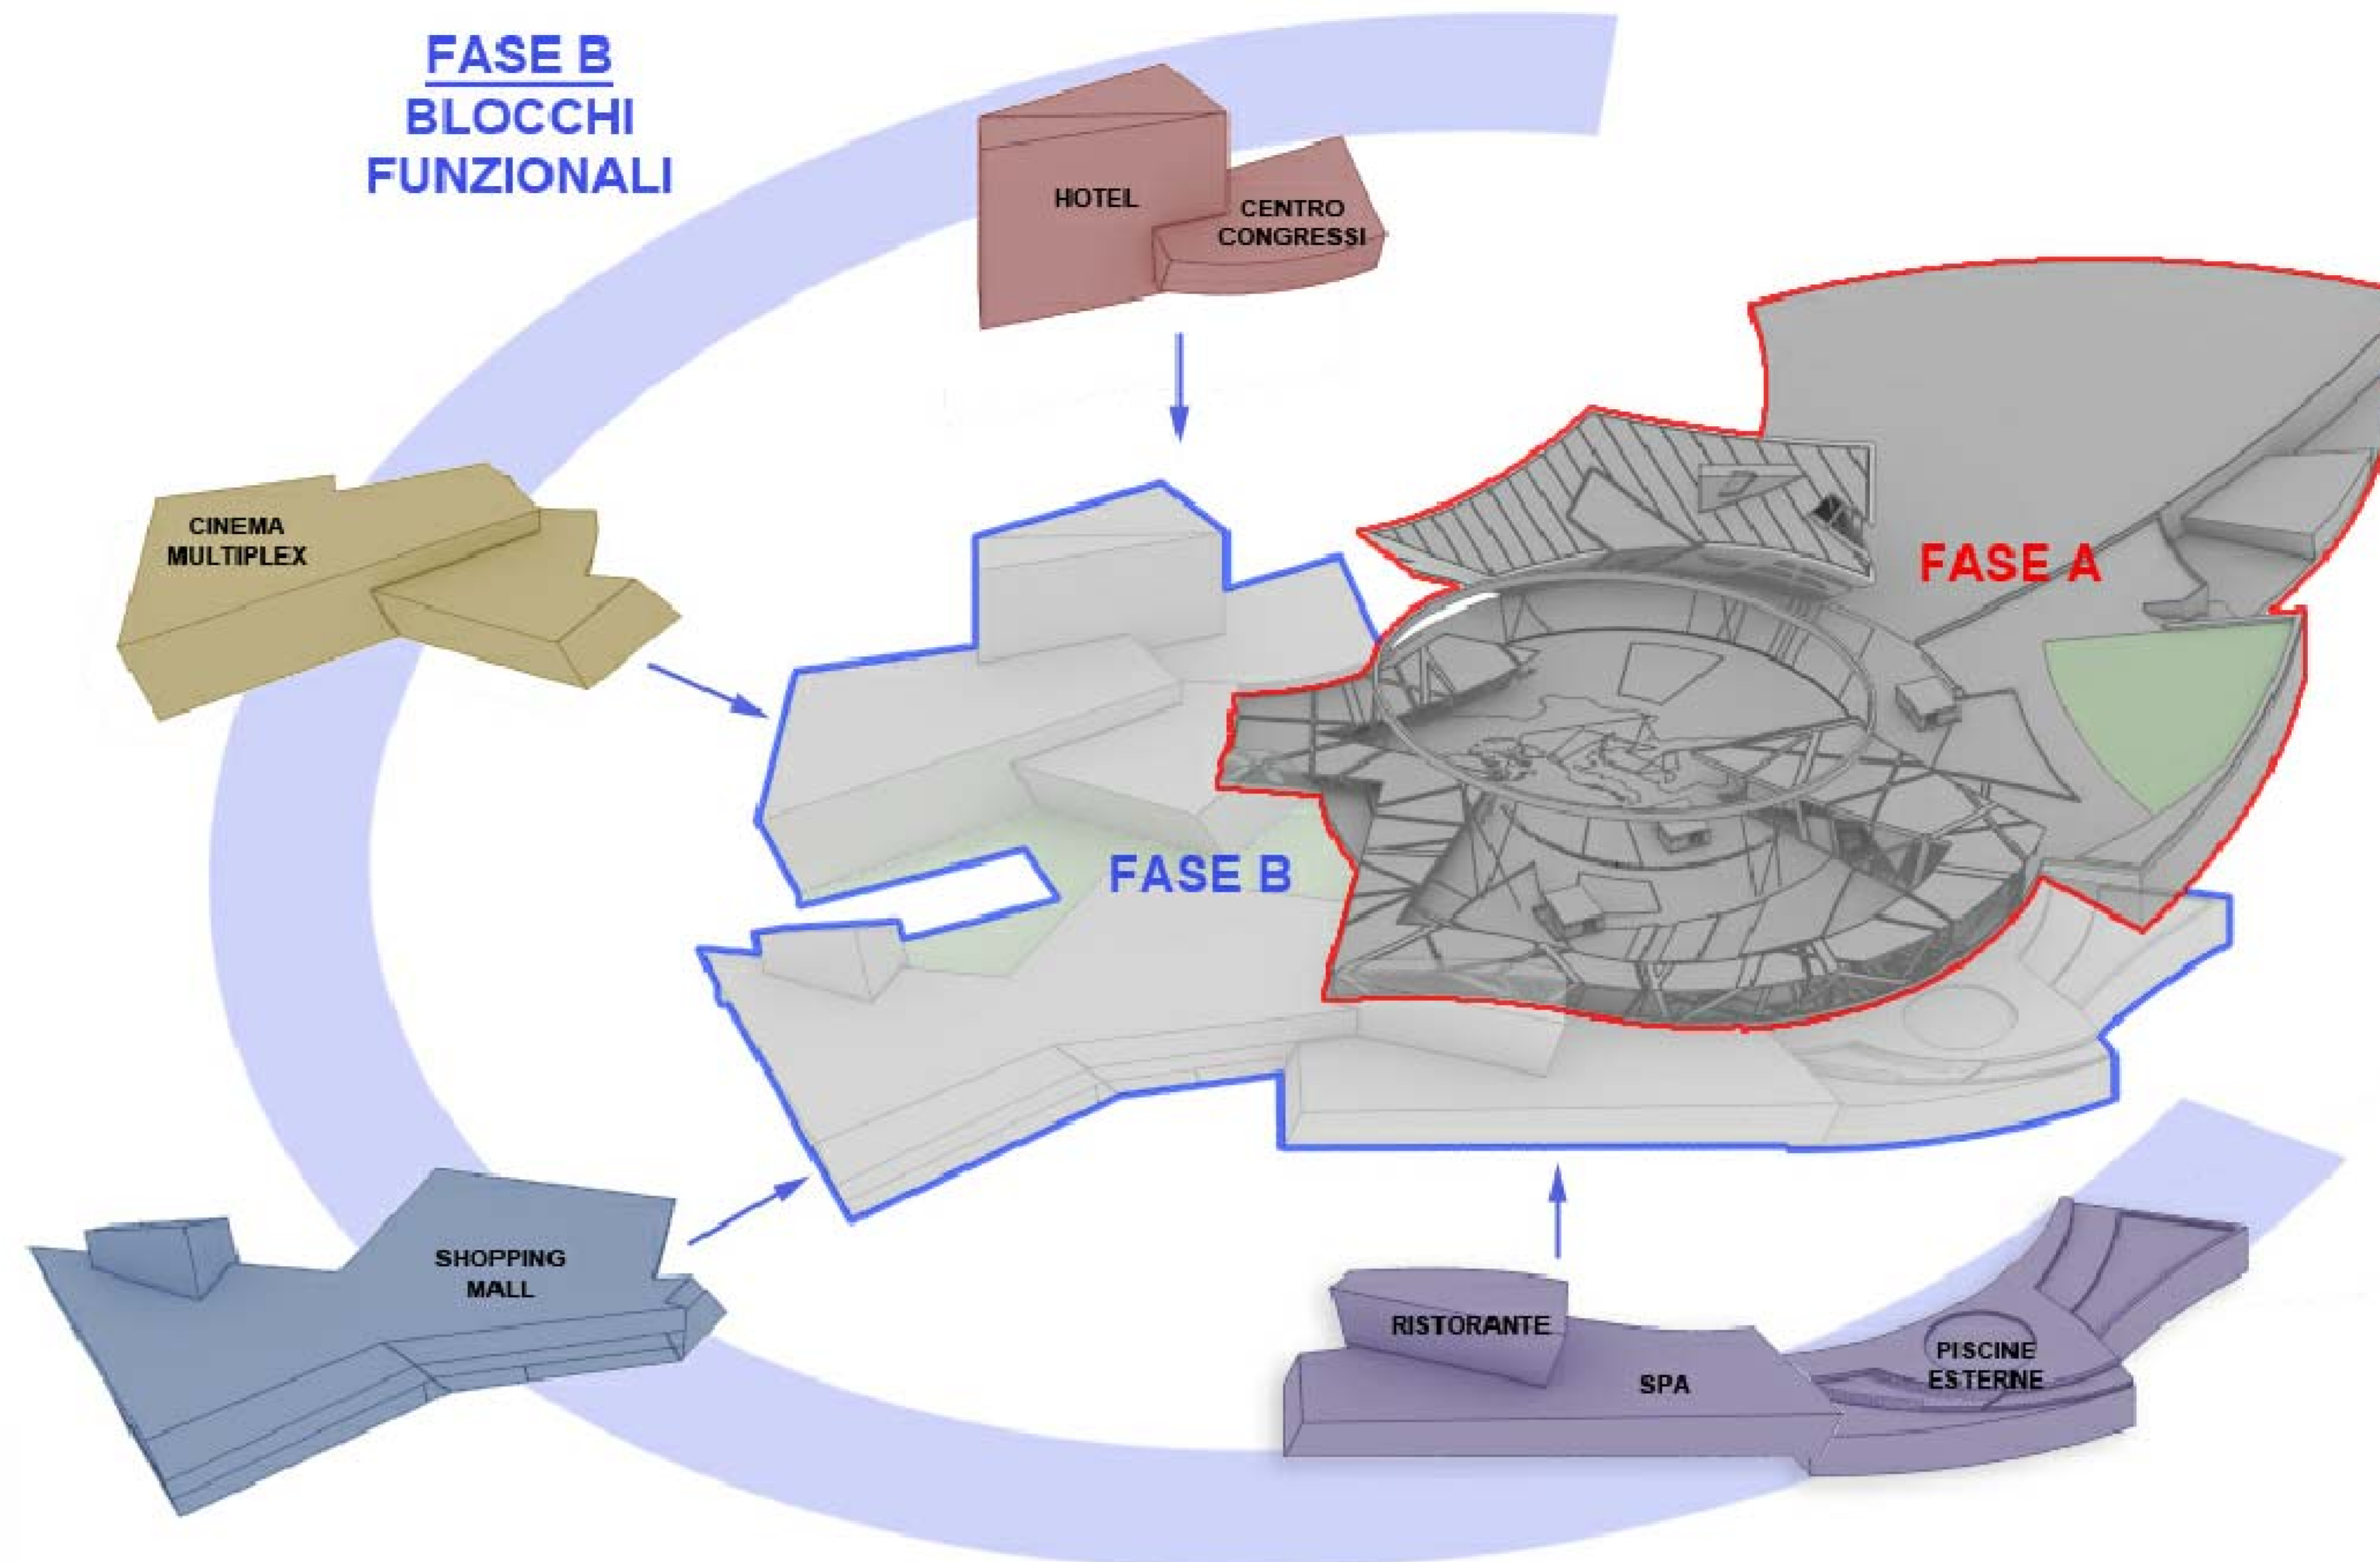 FASE B
BLOCCHI
FUNZIONALI
HOTEL
CENTRO
CONGRESSI
CINEMA
MULTIPLEX
FASE A
FASE B
SHOPPING
MALL
RISTORANTE
SPA
PISCINE
ESTERNE